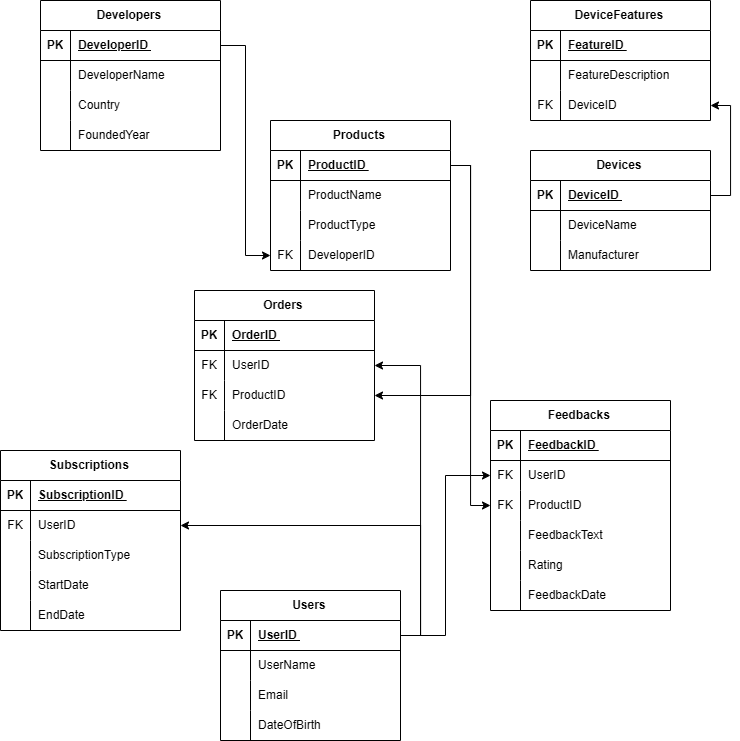 Developers
PK DeveloperID
DeveloperName
Country
FoundedYear
DeviceFeatures
PK FeatureID
FeatureDescription
FK DeviceID
Products
PK ProductID
ProductName
ProductType
FK DeveloperID
Devices
PK DeviceID
DeviceName
Manufacturer
Orders
PK OrderID
FK UserID
FK ProductID
OrderDate
Feedbacks
PK FeedbackID
FK UserID
FK ProductID
FeedbackText
Rating
FeedbackDate
Subscriptions
PK SubscriptionID
FK UserID
SubscriptionType
StartDate
EndDate
Users
PK UserID
UserName
Email
DateOfBirth